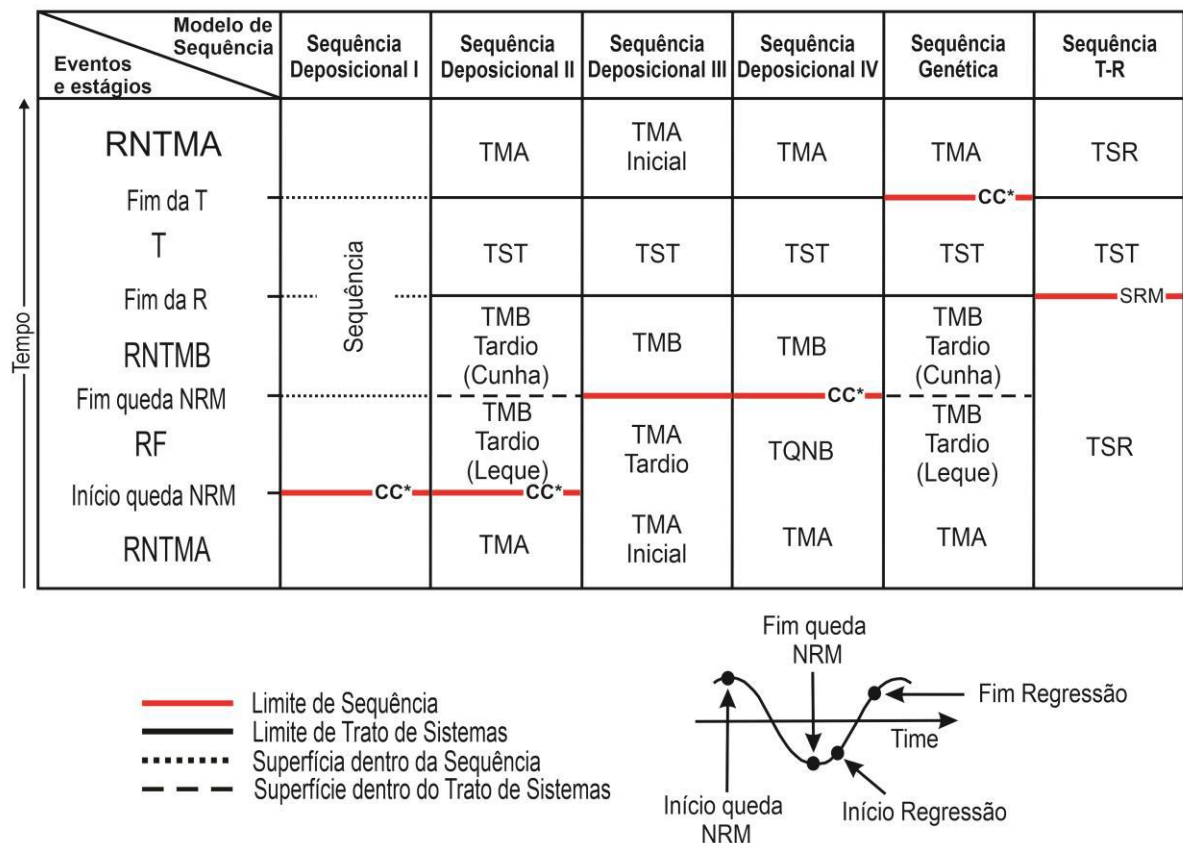 Modelo de
Sequência
Eventos
e estágios
Sequência
Deposicional I
Sequência
Deposicional II
Sequência
Deposicional III
Sequência
Deposicional IV
Sequência
Genética
Sequência
T-R
Tempo
RNTMA
TMA
TMA
Inicial
TMA
TMA
TSR
Fim da T
CC*
T
Sequência
TST
TST
TST
TST
TST
Fim da R
SRM
RNTMB
TMB
Tardio
(Cunha)
TMB
TMB
TMB
Tardio
(Cunha)
Fim queda NRM
CC*
RF
TMB
Tardio
(Leque)
TMA
Tardio
TQNB
TMB
Tardio
(Leque)
TSR
Início queda NRM
CC*
CC*
RNTMA
TMA
TMA
Inicial
TMA
TMA
Limite de Sequência
Limite de Trato de Sistemas
Superfícia dentro da Sequência
Superfície dentro do Trato de Sistemas
Fim queda
NRM
Fim Regressão
Time
Início Regressão
Início queda
NRM